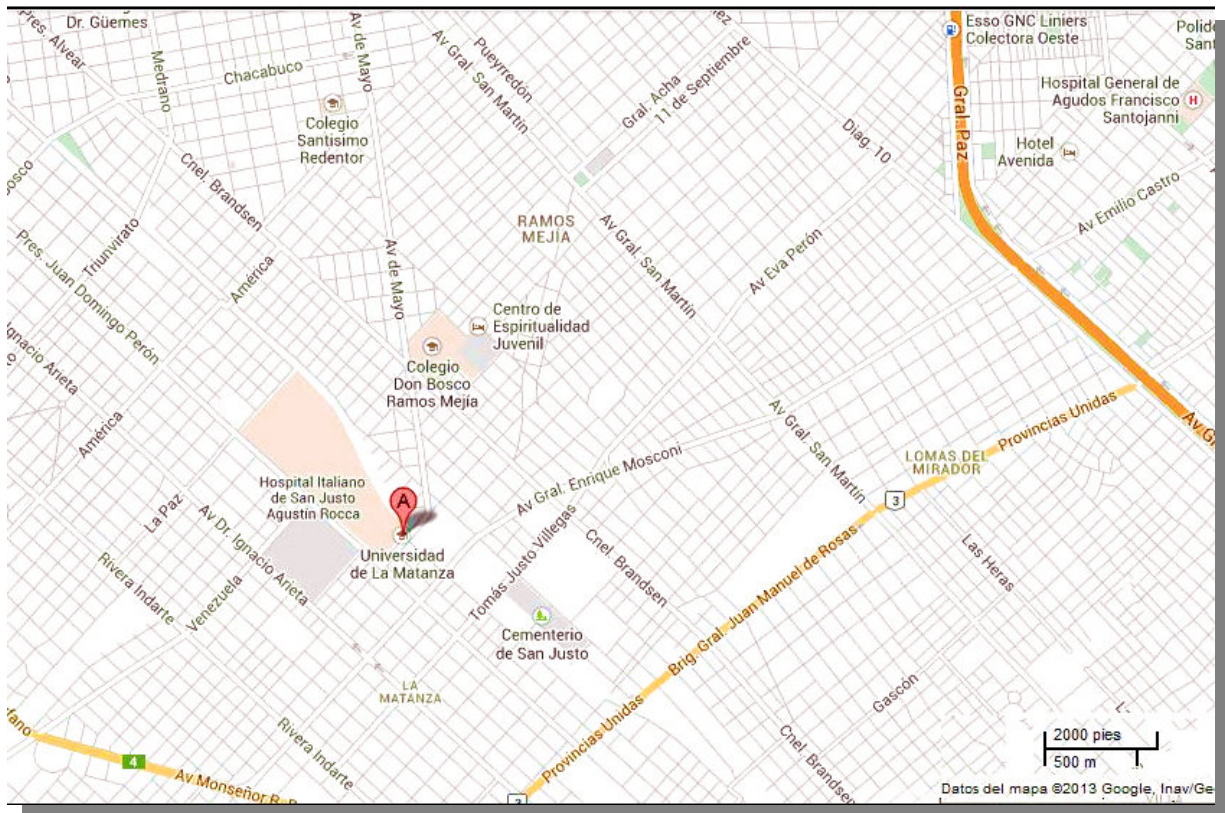 Dr. Güemes
Pres. Alvear
Medrano
Chacabuco
Av de Mayo
Av Gral. San Martín
Pueyrredón
Gral. Acha
11 de Septiembre
Esso GNC Liniers
Colectora Oeste
Gral. Paz
Hospital General de
Agudos Francisco
Santojanni
H
Hotel
Avenida
Colegio
Santisimo
Redentor
Diag. 10
Cnel. Brandsen
Av Emilio Castro
Triunvirato
América
RAMOS
MEJÍA
Av Gral. San Martín
Av Eva Perón
Pres. Juan Domingo Perón
Av de Mayo
Centro de
Espiritualidad
Juvenil
Colegio
Don Bosco
Ramos Mejía
Ignacio Arieta
América
Av Gral. San Martín
Provincias Unidas
LOMAS DEL
MIRADOR
Av Gral. Enrique Mosconi
3
Hospital Italiano
de San Justo
Agustín Rocca
A
La Paz
Av Dr. Ignacio Arieta
Universidad
de La Matanza
Tomás Justo Villegas
Cnel. Brandsen
Brig. Gral. Juan Manuel de Rosas
Las Heras
Rivera Indarte
Venezuela
Cementerio
de San Justo
LA
MATANZA
Gascón
Rivera Indarte
Provincias Unidas
Cnel. Brandsen
4
Av Monseñor R.
3
2000 pies
500 m
Datos del mapa ©2013 Google, Inav/Ge